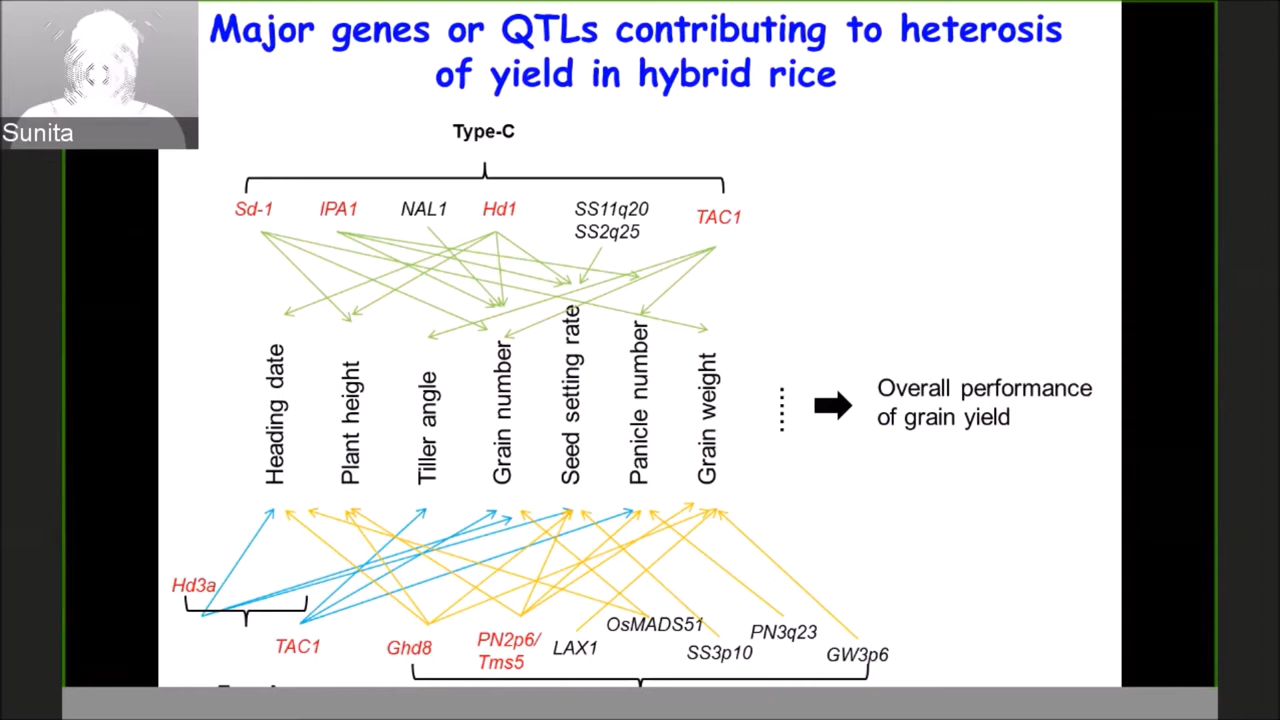 Major genes or QTLs contributing to heterosis
of yield in hybrid rice
Sunita
Type-C
Sd-1 IPA1 NAL1 Hd1 SS11q20 TAC1
SS2q25
Heading date
Plant height
Tiller angle
Grain number
Seed setting rate
Panicle number
Grain weight
Overall performance
of grain yield
Hd3a
TAC1
Ghd8
PN2p6/
Tms5
LAX1
OsMADS51
SS3p10
PN3q23
GW3p6